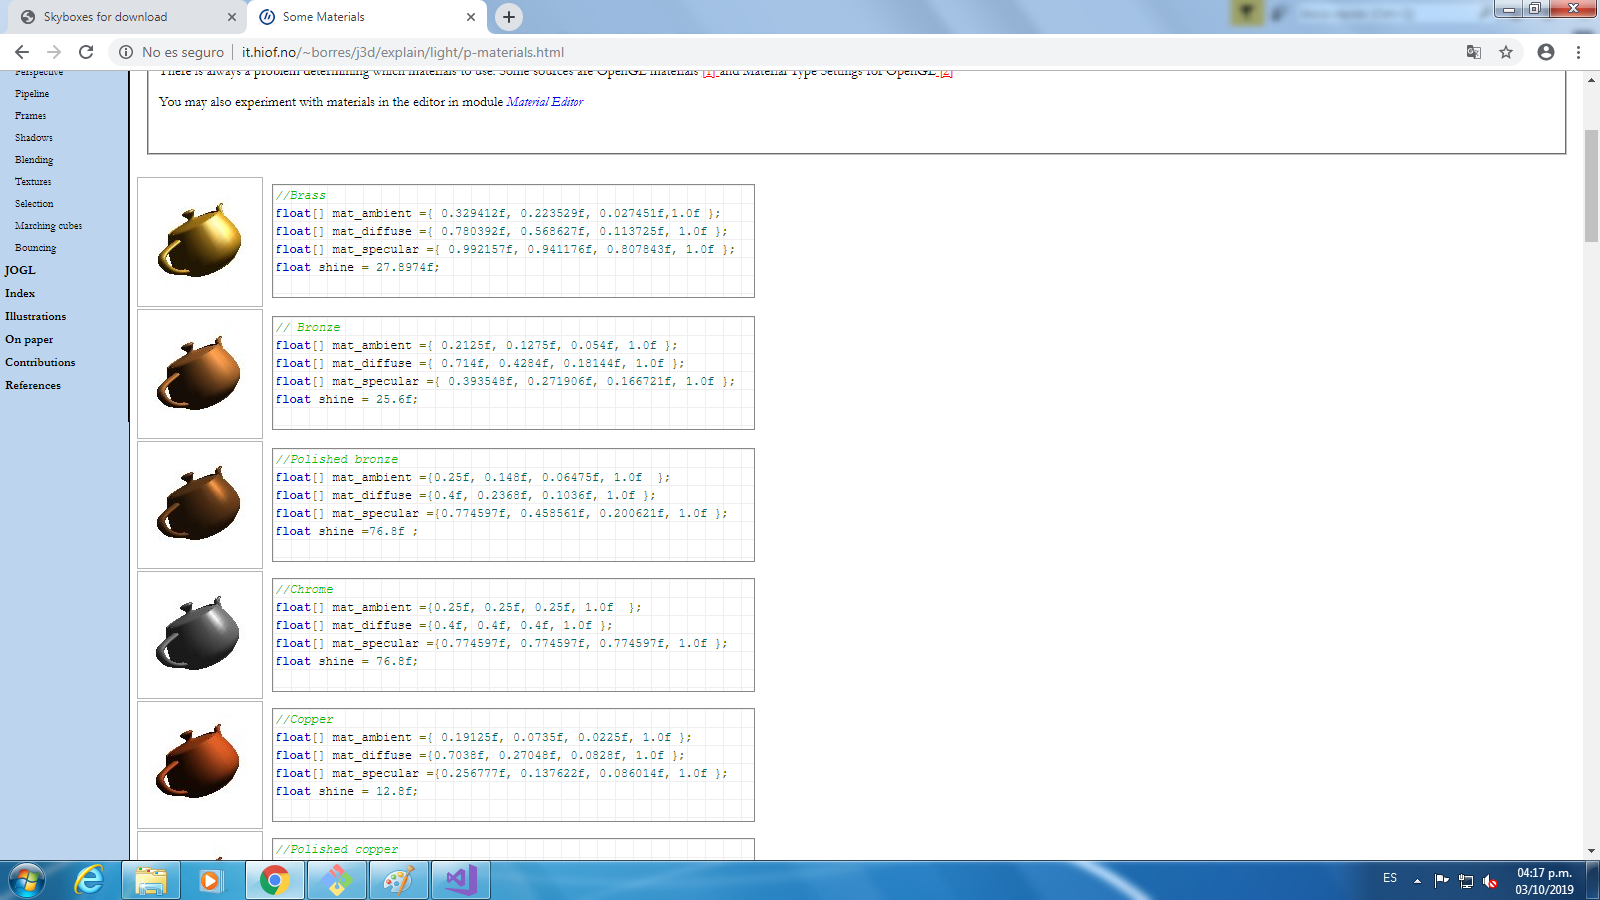 Skyboxes for download
Some Materials
No es seguro
it.hiof.no/~borres/j3d/explain/light/p-materials.html
Perspective
Pipeline
Frames
Shadows
Blending
Textures
Selection
Marching cubes
Bouncing
JOGL
Index
Illustrations
On paper
Contributions
References
There is always a problem determining which materials to use. Some sources are OpenGL materials [1] and Material Type Settings for OpenGL [2]
You may also experiment with materials in the editor in module Material Editor
//Brass
float[] mat_ambient ={ 0.329412f, 0.223529f, 0.027451f,1.0f };
float[] mat_diffuse ={ 0.780392f, 0.568627f, 0.113725f, 1.0f };
float[] mat_specular ={ 0.992157f, 0.941176f, 0.807843f, 1.0f };
float shine = 27.8974f;
// Bronze
float[] mat_ambient ={ 0.2125f, 0.1275f, 0.054f, 1.0f };
float[] mat_diffuse ={ 0.714f, 0.4284f, 0.18144f, 1.0f };
float[] mat_specular ={ 0.393548f, 0.271906f, 0.166721f, 1.0f };
float shine = 25.6f;
//Polished bronze
float[] mat_ambient ={0.25f, 0.148f, 0.06475f, 1.0f  };
float[] mat_diffuse ={0.4f, 0.2368f, 0.1036f, 1.0f };
float[] mat_specular ={0.774597f, 0.458561f, 0.200621f, 1.0f };
float shine =76.8f ;
//Chrome
float[] mat_ambient ={0.25f, 0.25f, 0.25f, 1.0f  };
float[] mat_diffuse ={0.4f, 0.4f, 0.4f, 1.0f };
float[] mat_specular ={0.774597f, 0.774597f, 0.774597f, 1.0f };
float shine = 76.8f;
//Copper
float[] mat_ambient ={ 0.19125f, 0.0735f, 0.0225f, 1.0f };
float[] mat_diffuse ={0.7038f, 0.27048f, 0.0828f, 1.0f };
float[] mat_specular ={0.256777f, 0.137622f, 0.086014f, 1.0f };
float shine = 12.8f;
//Polished copper
ES
04:17 p.m.
03/10/2019